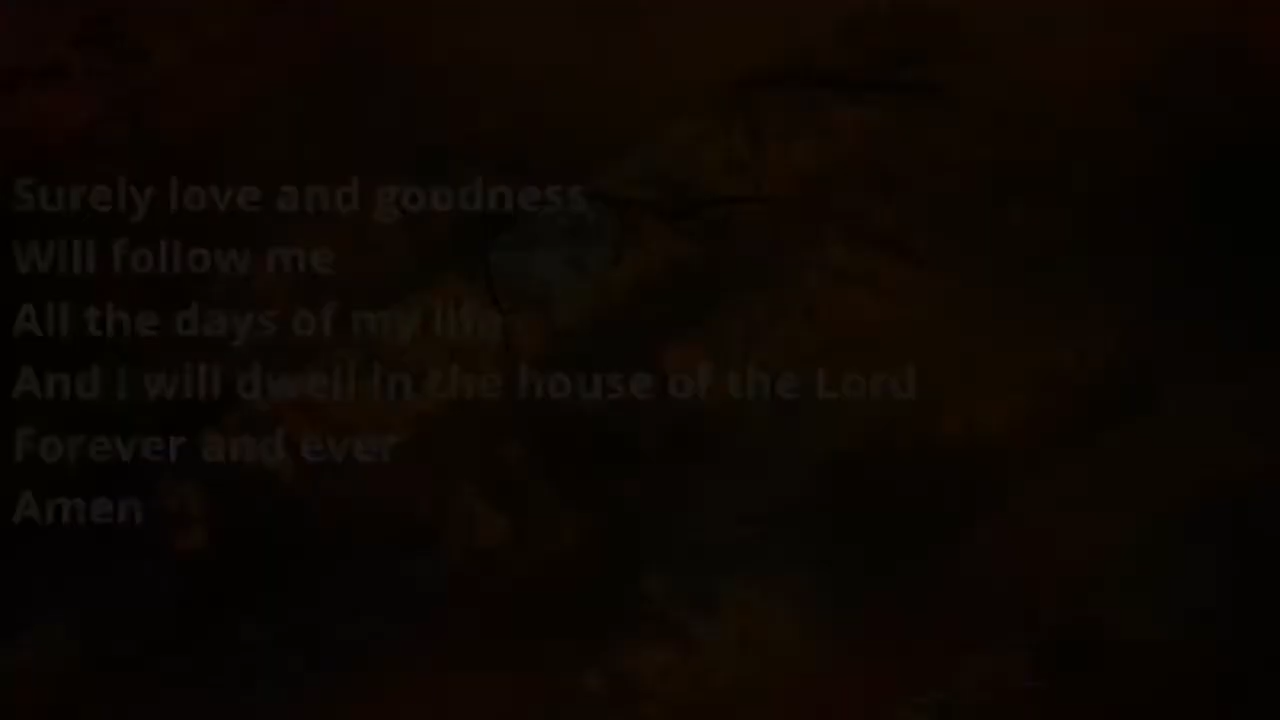 Surely love and goodness
Will follow me
All the days of my life
And I will dwell in the house of the Lord
Forever and ever
Amen